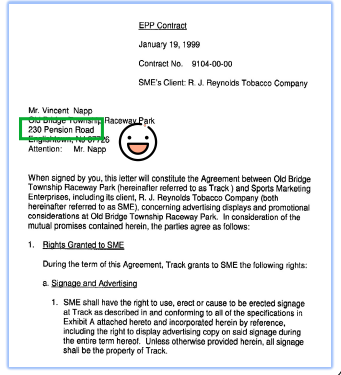 EPP Contract
January 19, 1999
Contract No. 9104-00-00
SME's Client: R. J. Reynolds Tobacco Company
Mr. Vincent Napp
Old Bridge Township Raceway Park
230 Pension Road
Englishtown, NJ 07726
Attention: Mr. Napp
When signed by you, this letter will constitute the Agreement between Old Bridge
Township Raceway Park (hereinafter referred to as Track ) and Sports Marketing
Enterprises, including its client, R. J. Reynolds Tobacco Company (both
hereinafter referred to as SME), concerning advertising displays and promotional
considerations at Old Bridge Township Raceway Park. In consideration of the
mutual promises contained herein, the parties agree as follows:
1. Rights Granted to SME
During the term of this Agreement, Track grants to SME the following rights:
a. Signage and Advertising
1. SME shall have the right to use, erect or cause to be erected signage
at Track as described in and conforming to all of the specifications in
Exhibit A attached hereto and incorporated herein by reference,
including the right to display advertising copy on said signage during
the entire term hereof. Unless otherwise provided herein, all signage
shall be the property of Track.